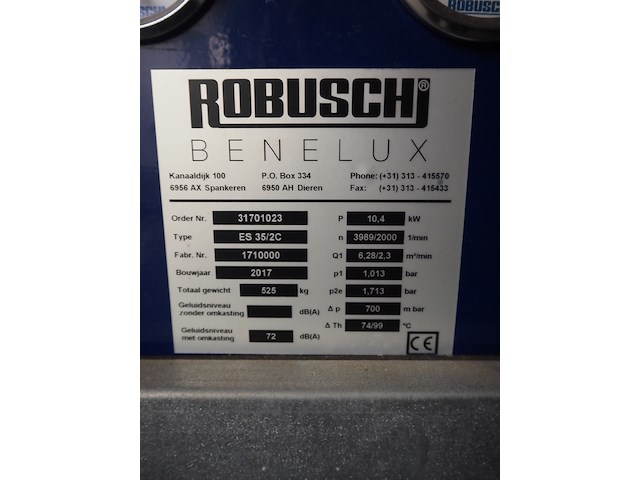 ROBUSCHI
ROBUSCHI®
BENELUX
Kanaaldijk 100 P.O. Box 334 Phone: (+31) 313 - 415570
6956 AX Spankeren 6950 AH Dieren Fax: (+31) 313 - 415433
Order Nr. 31701023
Type ES 35/2C
Fabr. Nr. 1710000
Bouwjaar 2017
Totaal gewicht 525 kg
Geluidsniveau
zonder omkasting dB(A)
Geluidsniveau
met omkasting 72 dB(A)
P 10,4 kW
n 3989/2000 1/min
Q1 6,28/2,3 m³/min
p1 1,013 bar
p2e 1,713 bar
Δ p 700 m bar
Δ Th 74/99 °C
CE